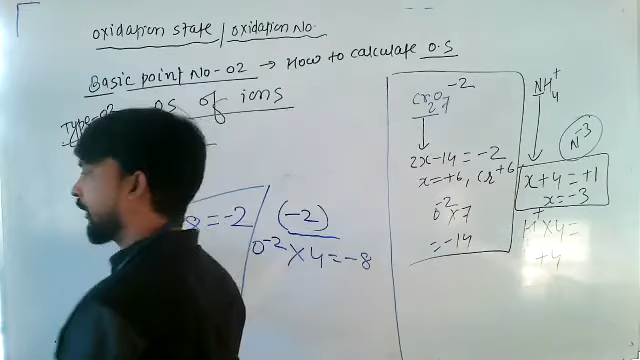 Oxidation state / Oxidation No.
Basic point No-02 → How to calculate O.S
Type-02 OS of ions
8 = -2
(-2)
O⁻² × 4 = -8
Cr₂O₇⁻²
2x-14 = -2
x = +6, Cr⁺⁶
O⁻² × 7
= -14
NH₄⁺
N⁻³
x + 4 = +1
x = -3
H⁺ × 4 =
+4